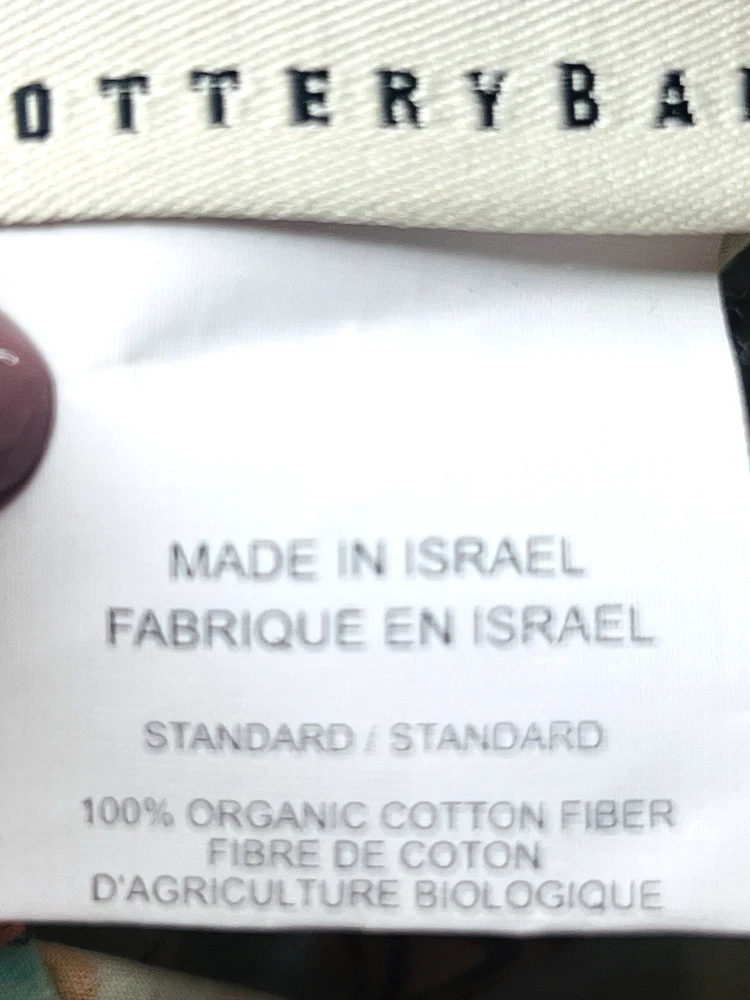 OTTERYBA
MADE IN ISRAEL
FABRIQUE EN ISRAEL
STANDARD / STANDARD
100% ORGANIC COTTON FIBER
FIBRE DE COTON
D'AGRICULTURE BIOLOGIQUE